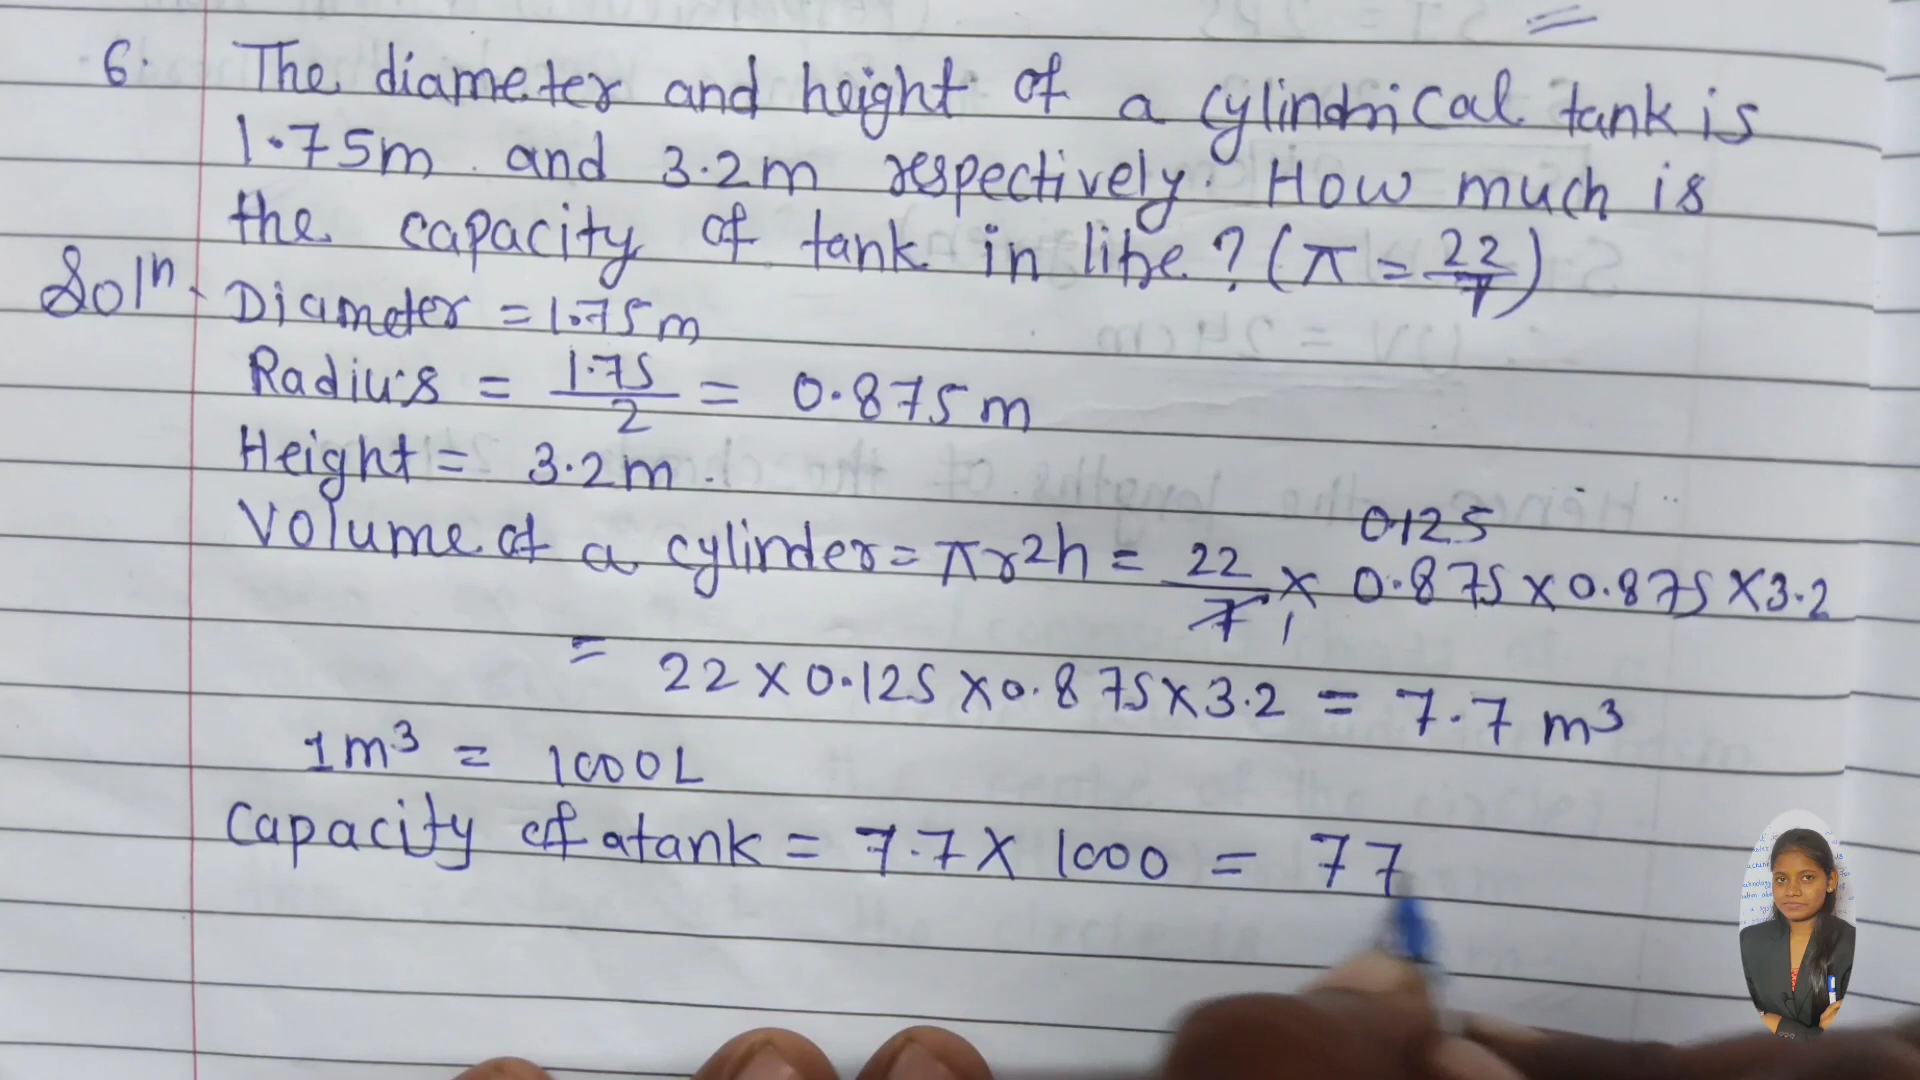 6. The diameter and height of a cylindrical tank is
1.75m and 3.2m respectively. How much is
the capacity of tank in litre? (π = 22/7)
Solⁿ. Diameter = 1.75m
Radius = 1.75/2 = 0.875m
Height = 3.2m.
0.125
Volume of a cylinder = πr2h = 22/7 x 0.875 x 0.875 x 3.2
1
= 22 x 0.125 x 0.875 x 3.2 = 7.7 m³
1m³ = 1000L
Capacity of a tank = 7.7 x 1000 = 77